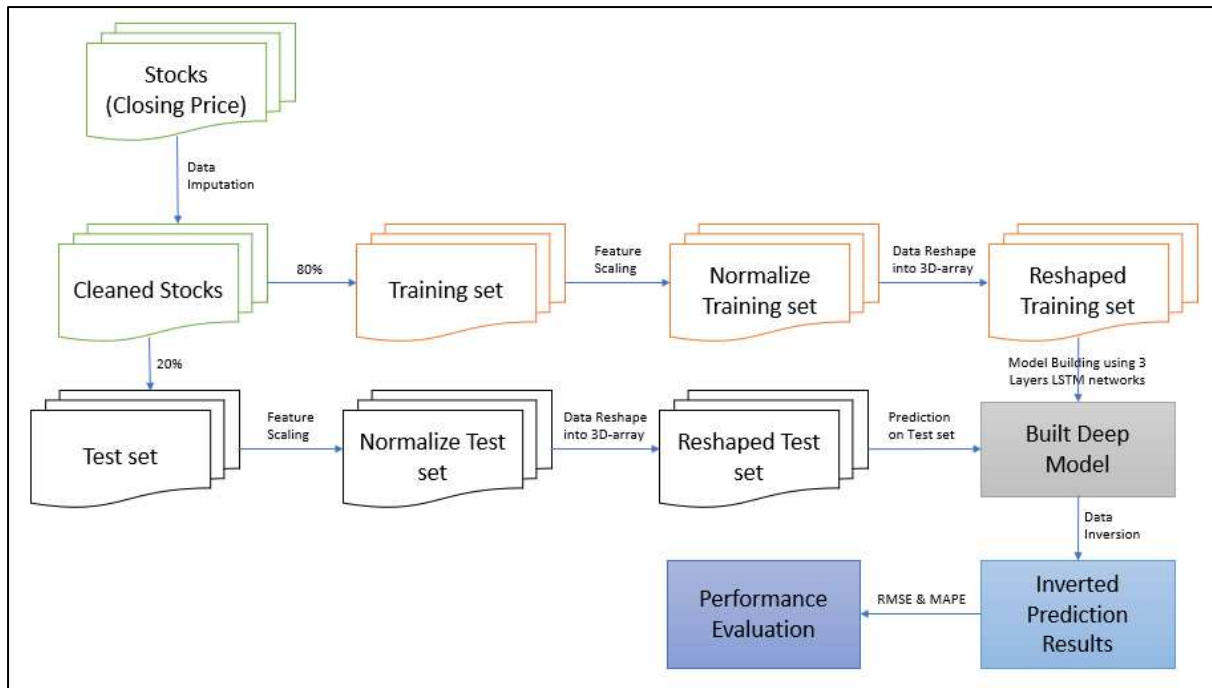 Stocks
(Closing Price)
Data
Imputation
Cleaned Stocks
80%
Training set
Feature
Scaling
Normalize
Training set
Data Reshape
into 3D-array
Reshaped
Training set
20%
Model Building using 3
Layers LSTM networks
Test set
Feature
Scaling
Normalize Test
set
Data Reshape
into 3D-array
Reshaped Test
set
Prediction
on Test set
Built Deep
Model
Data
Inversion
Inverted
Prediction
Results
RMSE & MAPE
Performance
Evaluation